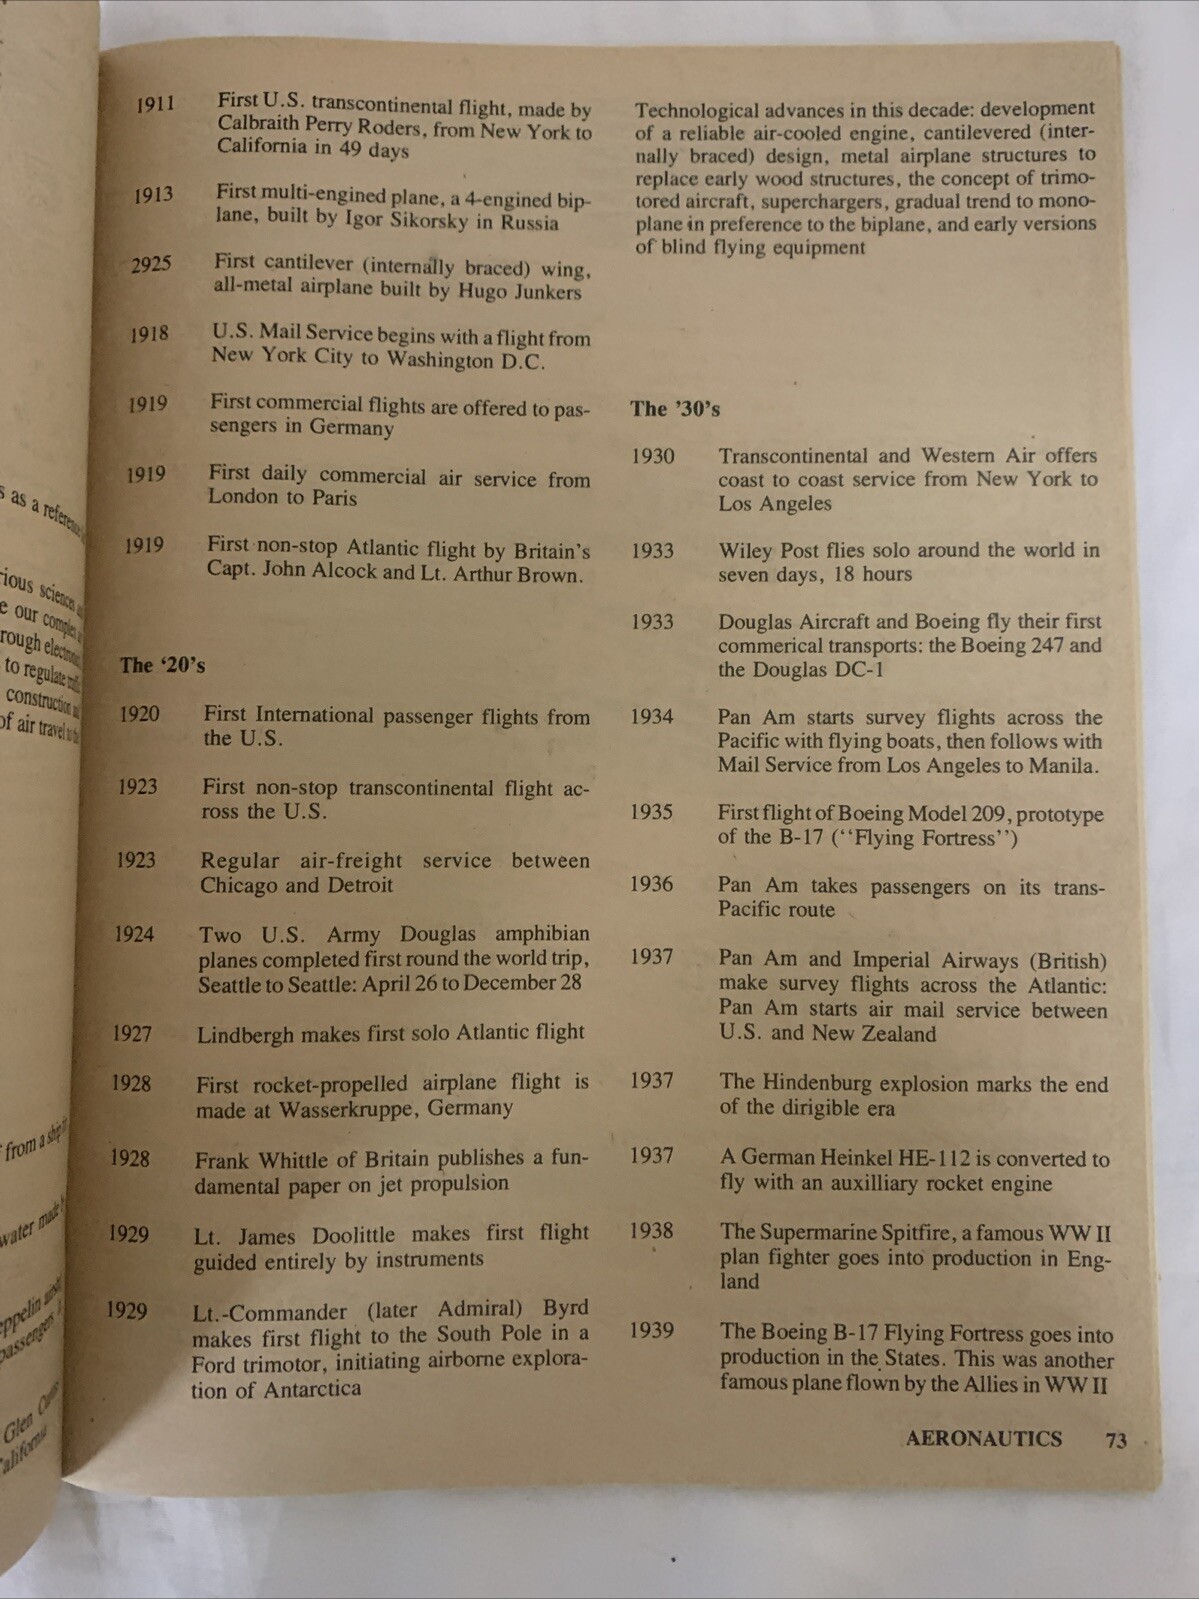 s as a reference
rious sciences
e our complex
rough electronic
to regulate
construction
of air travel
from a ship
water made
eppelin
passengers
Glen
California
1911 First U.S. transcontinental flight, made by
Calbraith Perry Roders, from New York to
California in 49 days
1913 First multi-engined plane, a 4-engined bip-
lane, built by Igor Sikorsky in Russia
2925 First cantilever (internally braced) wing,
all-metal airplane built by Hugo Junkers
1918 U.S. Mail Service begins with a flight from
New York City to Washington D.C.
1919 First commercial flights are offered to pas-
sengers in Germany
1919 First daily commercial air service from
London to Paris
1919 First non-stop Atlantic flight by Britain's
Capt. John Alcock and Lt. Arthur Brown.
The ‘20’s
1920 First International passenger flights from
the U.S.
1923 First non-stop transcontinental flight ac-
ross the U.S.
1923 Regular air-freight service between
Chicago and Detroit
1924 Two U.S. Army Douglas amphibian
planes completed first round the world trip,
Seattle to Seattle: April 26 to December 28
1927 Lindbergh makes first solo Atlantic flight
1928 First rocket-propelled airplane flight is
made at Wasserkruppe, Germany
1928 Frank Whittle of Britain publishes a fun-
damental paper on jet propulsion
1929 Lt. James Doolittle makes first flight
guided entirely by instruments
1929 Lt.-Commander (later Admiral) Byrd
makes first flight to the South Pole in a
Ford trimotor, initiating airborne explora-
tion of Antarctica
Technological advances in this decade: development
of a reliable air-cooled engine, cantilevered (inter-
nally braced) design, metal airplane structures to
replace early wood structures, the concept of trimo-
tored aircraft, superchargers, gradual trend to mono-
plane in preference to the biplane, and early versions
of blind flying equipment
The ’30’s
1930 Transcontinental and Western Air offers
coast to coast service from New York to
Los Angeles
1933 Wiley Post flies solo around the world in
seven days, 18 hours
1933 Douglas Aircraft and Boeing fly their first
commerical transports: the Boeing 247 and
the Douglas DC-1
1934 Pan Am starts survey flights across the
Pacific with flying boats, then follows with
Mail Service from Los Angeles to Manila.
1935 First flight of Boeing Model 209, prototype
of the B-17 (‘‘Flying Fortress’’)
1936 Pan Am takes passengers on its trans-
Pacific route
1937 Pan Am and Imperial Airways (British)
make survey flights across the Atlantic:
Pan Am starts air mail service between
U.S. and New Zealand
1937 The Hindenburg explosion marks the end
of the dirigible era
1937 A German Heinkel HE-112 is converted to
fly with an auxilliary rocket engine
1938 The Supermarine Spitfire, a famous WW II
plan fighter goes into production in Eng-
land
1939 The Boeing B-17 Flying Fortress goes into
production in the States. This was another
famous plane flown by the Allies in WW II
AERONAUTICS 73